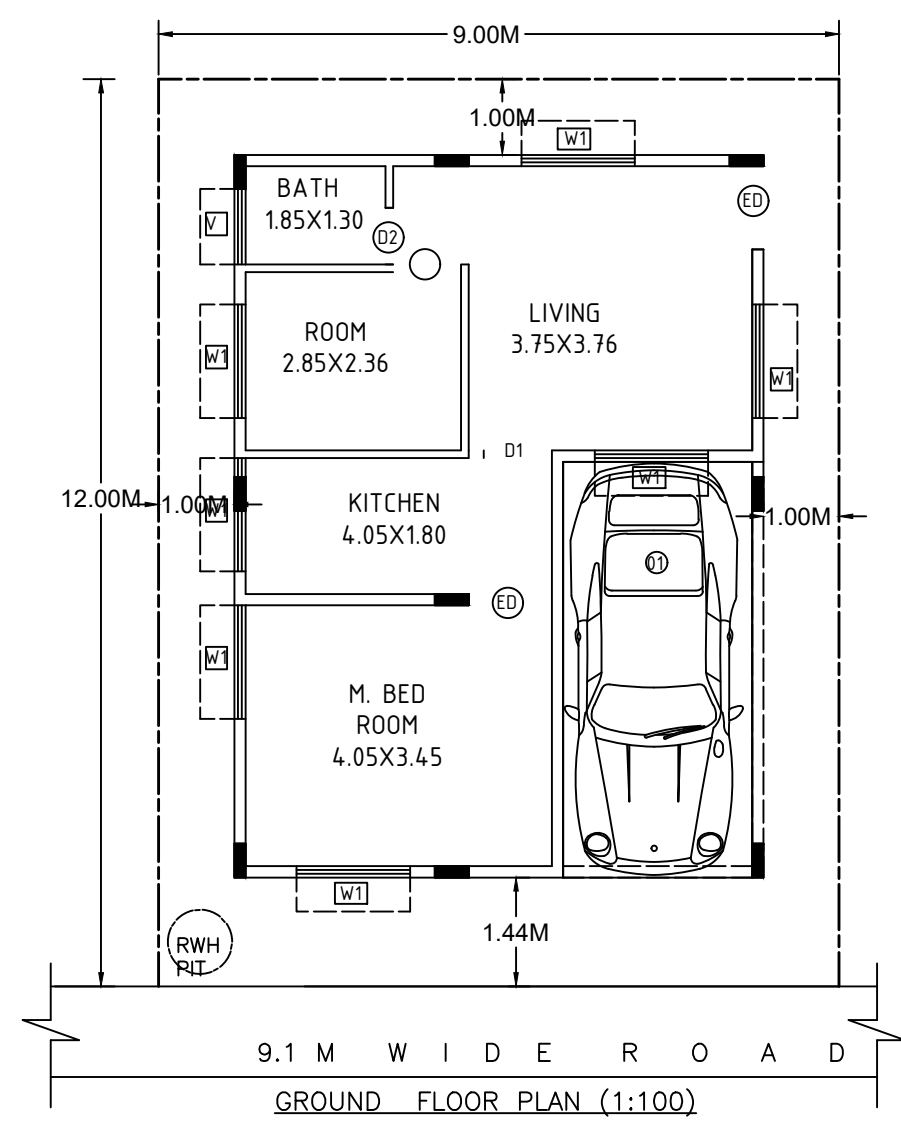 9.00M
1.00M
W1
BATH
1.85X1.30
V
D2
ED
LIVING
3.75X3.76
ROOM
2.85X2.36
W1
W1
D1
W1
12.00M
1.00M
W1
KITCHEN
4.05X1.80
1.00M
01
ED
W1
M. BED
ROOM
4.05X3.45
W1
1.44M
RWH
PIT
9.1 M WIDE ROAD
GROUND FLOOR PLAN (1:100)